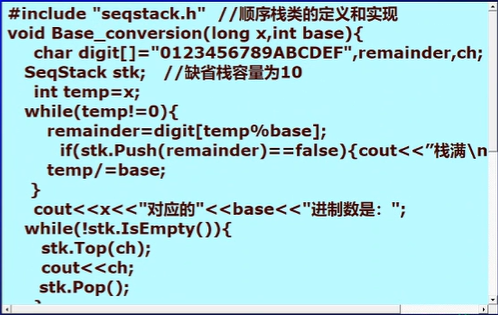 #include "seqstack.h"  //顺序栈类的定义和实现
void Base_conversion(long x,int base){
char digit[]="0123456789ABCDEF",remainder,ch;
SeqStack stk;   //缺省栈容量为10
int temp=x;
while(temp!=0){
remainder=digit[temp%base];
if(stk.Push(remainder)==false){cout<<”栈满\n
temp/=base;
}
cout<<x<<"对应的"<<base<<"进制数是：";
while(!stk.IsEmpty()){
stk.Top(ch);
cout<<ch;
stk.Pop();